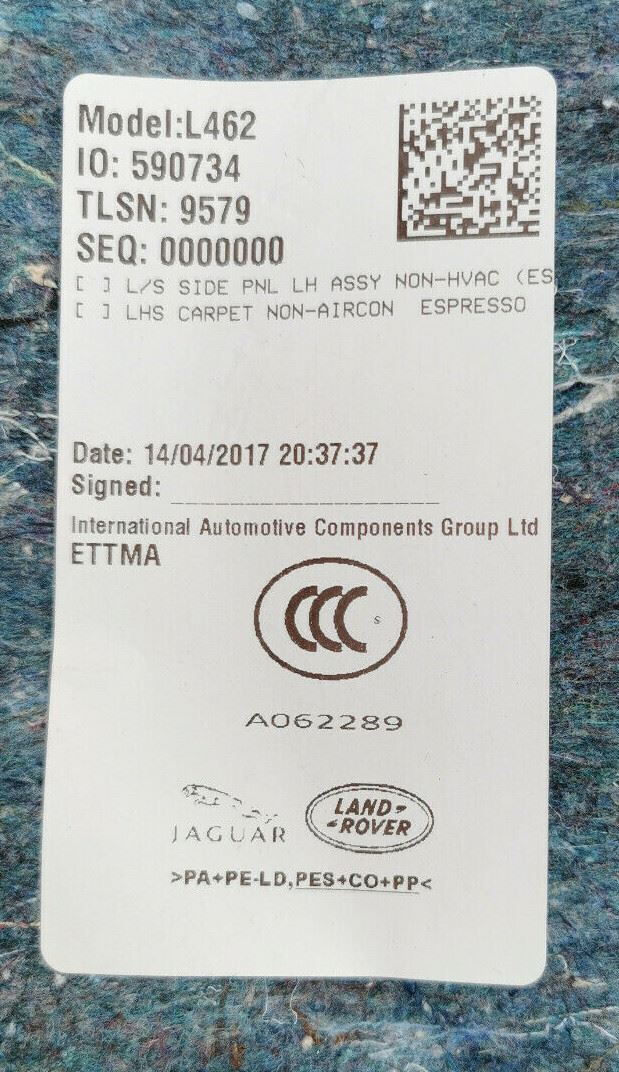 Model:L462
IO: 590734
TLSN: 9579
SEQ: 0000000
[ ] L/S SIDE PNL LH ASSY NON-HVAC (ES
[ ] LHS CARPET NON-AIRCON ESPRESSO
Date: 14/04/2017 20:37:37
Signed: ____________________
International Automotive Components Group Ltd
ETTMA
CCC S
A062289
JAGUAR
LAND-
-ROVER
>PA+PE-LD,PES+CO+PP<